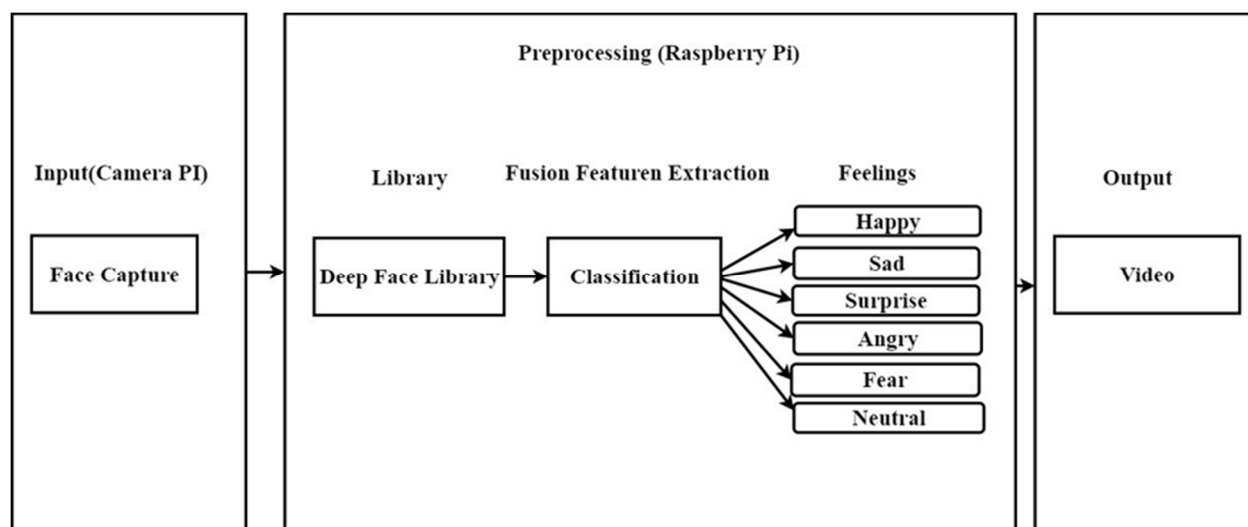 Preprocessing (Raspberry Pi)
Input(Camera PI)
Library
Fusion Featuren Extraction
Feelings
Output
Face Capture
Deep Face Library
Classification
Happy
Sad
Surprise
Angry
Fear
Neutral
Video